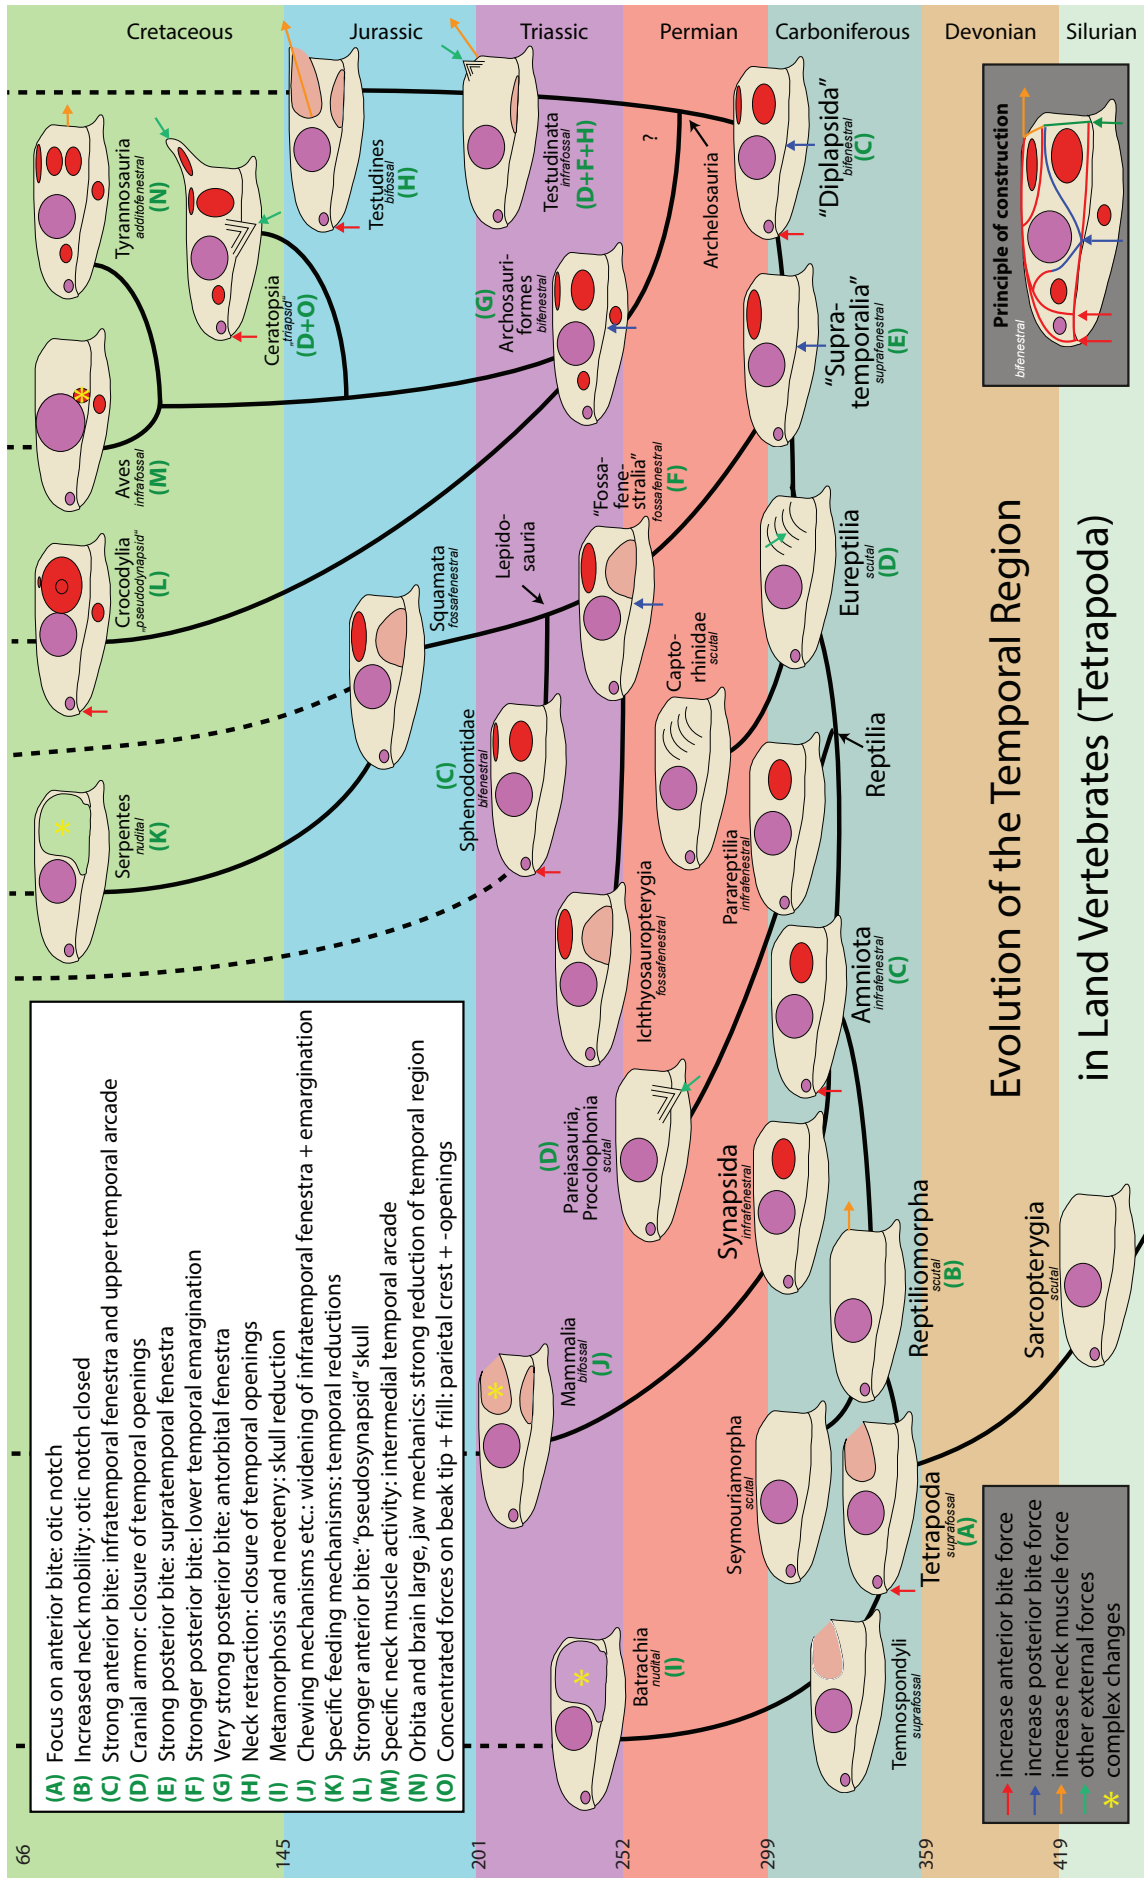 Cretaceous
Jurassic
Triassic
Permian
Carboniferous
Devonian
Silurian
66
145
201
252
299
359
419
(A) Focus on anterior bite: otic notch
(B) Increased neck mobility: otic notch closed
(C) Strong anterior bite: infratemporal fenestra and upper temporal arcade
(D) Cranial armor: closure of temporal openings
(E) Strong posterior bite: supratemporal fenestra
(F) Stronger posterior bite: lower temporal emargination
(G) Very strong posterior bite: antorbital fenestra
(H) Neck retraction: closure of temporal openings
(I) Metamorphosis and neoteny: skull reduction
(J) Chewing mechanisms etc.: widening of infratemporal fenestra + emargination
(K) Specific feeding mechanisms: temporal reductions
(L) Stronger anterior bite: "pseudosynapsid" skull
(M) Specific neck muscle activity: intermedial temporal arcade
(N) Orbita and brain large, jaw mechanics: strong reduction of temporal region
(O) Concentrated forces on beak tip + frill: parietal crest + -openings
Serpentes
nudital
(K)
Crocodylia
„pseudodynapsid“
(L)
Aves
infrafossal
(M)
Tyrannosauria
additofenestral
(N)
Ceratopsia
„triapsid“
(D+O)
Testudines
bifossal
(H)
Squamata
fossafenestral
Lepido-
sauria
(C)
Sphenodontidae
bifenestral
"Fossa-
fene-
stralia”
fossafenestral
(F)
(G)
Archosauri-
formes
bifenestral
Testudinata
infrafossal
(D+F+H)
?
Archelosauria
Mammalia
bifossal
(J)
Batrachia
nudital
(I)
Ichthyosauropterygia
fossafenestral
(D)
Pareiasauria,
Procolophonia
scutal
Capto-
rhinidae
scutal
Parareptilia
infrafenestral
Eureptilia
scutal
(D)
"Supra-
temporalia”
suprafenestral
(E)
“Diplapsida”
bifenestral
(C)
Reptilia
Amniota
infrafenestral
(C)
Synapsida
infrafenestral
Reptiliomorpha
scutal
(B)
Seymouriamorpha
scutal
Tetrapoda
suprafossal
(A)
Temnospondyli
suprafossal
Sarcopterygia
scutal
Evolution of the Temporal Region
in Land Vertebrates (Tetrapoda)
Principle of construction
bifenestral
increase anterior bite force
increase posterior bite force
increase neck muscle force
other external forces
* complex changes